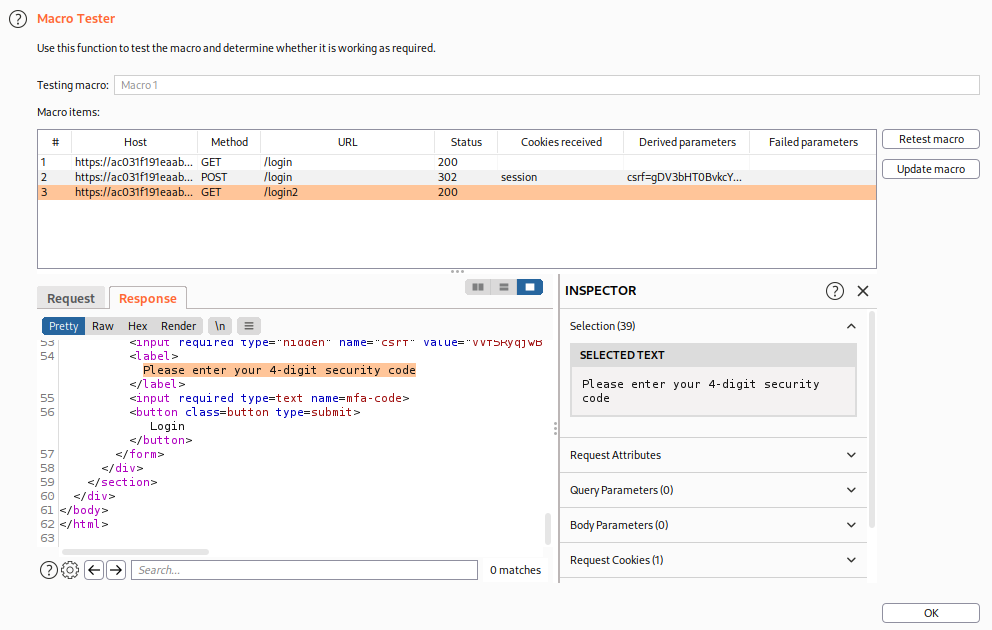 Macro Tester
Use this function to test the macro and determine whether it is working as required.
Testing macro: Macro 1
Macro items:
# Host Method URL Status Cookies received Derived parameters Failed parameters
1 https://ac031f191eaab... GET /login 200
2 https://ac031f191eaab... POST /login 302 session csrf=gDV3bHT0BvkcY...
3 https://ac031f191eaab... GET /login2 200
Retest macro
Update macro
Request Response
Pretty Raw Hex Render \n
53 <input required type="hidden" name="csrf" value=
54 <label>
Please enter your 4-digit security code
</label>
55 <input required type=text name=mfa-code>
56 <button class=button type=submit>
Login
</button>
57 </form>
58 </div>
59 </section>
60 </div>
61 </body>
62 </html>
63
Search...
0 matches
INSPECTOR
Selection (39)
SELECTED TEXT
Please enter your 4-digit security
code
Request Attributes
Query Parameters (0)
Body Parameters (0)
Request Cookies (1)
OK